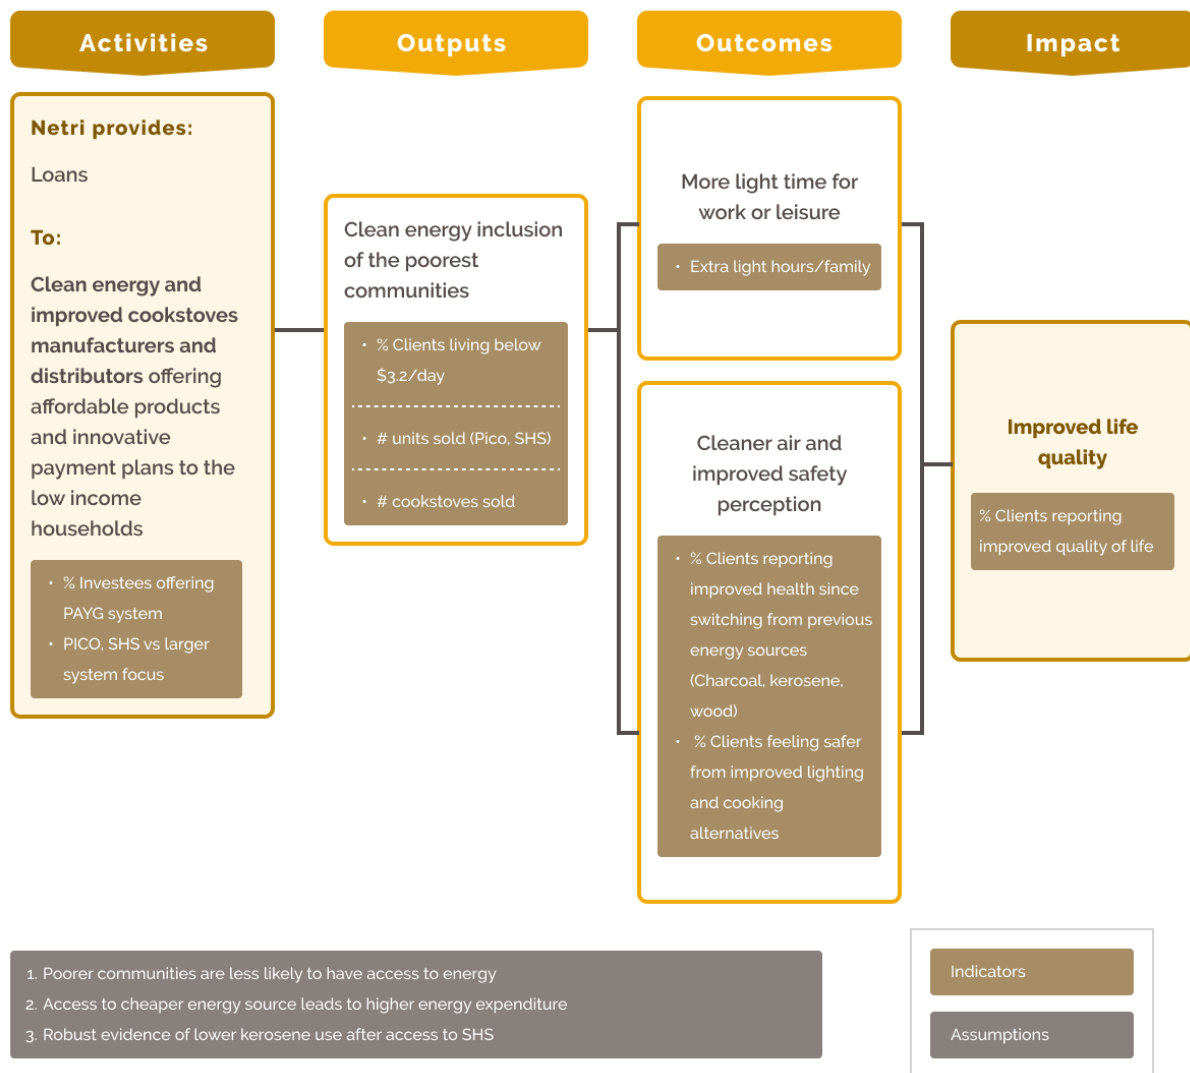 Activities
Outputs
Outcomes
Impact
Netri provides:
Loans
To:
Clean energy and
improved cookstoves
manufacturers and
distributors offering
affordable products
and innovative
payment plans to the
low income
households
• % Investees offering
PAYG system
• PICO, SHS vs larger
system focus
Clean energy inclusion
of the poorest
communities
• % Clients living below
$3.2/day
• # units sold (Pico, SHS)
• # cookstoves sold
More light time for
work or leisure
• Extra light hours/family
Cleaner air and
improved safety
perception
• % Clients reporting
improved health since
switching from previous
energy sources
(Charcoal, kerosene,
wood)
• % Clients feeling safer
from improved lighting
and cooking
alternatives
Improved life
quality
% Clients reporting
improved quality of life
1. Poorer communities are less likely to have access to energy
2. Access to cheaper energy source leads to higher energy expenditure
3. Robust evidence of lower kerosene use after access to SHS
Indicators
Assumptions